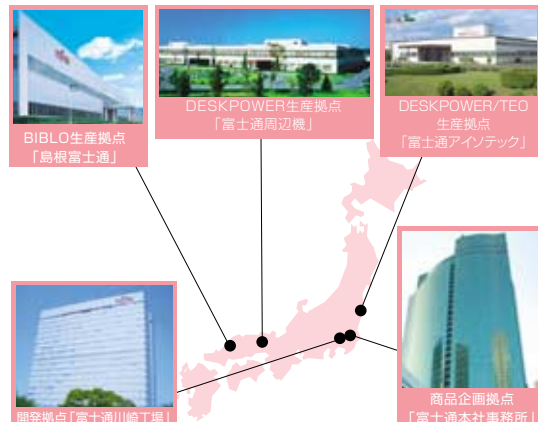 BIBLO生産拠点
「島根富士通」
DESKPOWER生産拠点
「富士通周辺機」
DESKPOWER/TEO
生産拠点
「富士通アイソテック」
開発拠点「富士通川崎工場」
商品企画拠点
「富士通本社事務所」